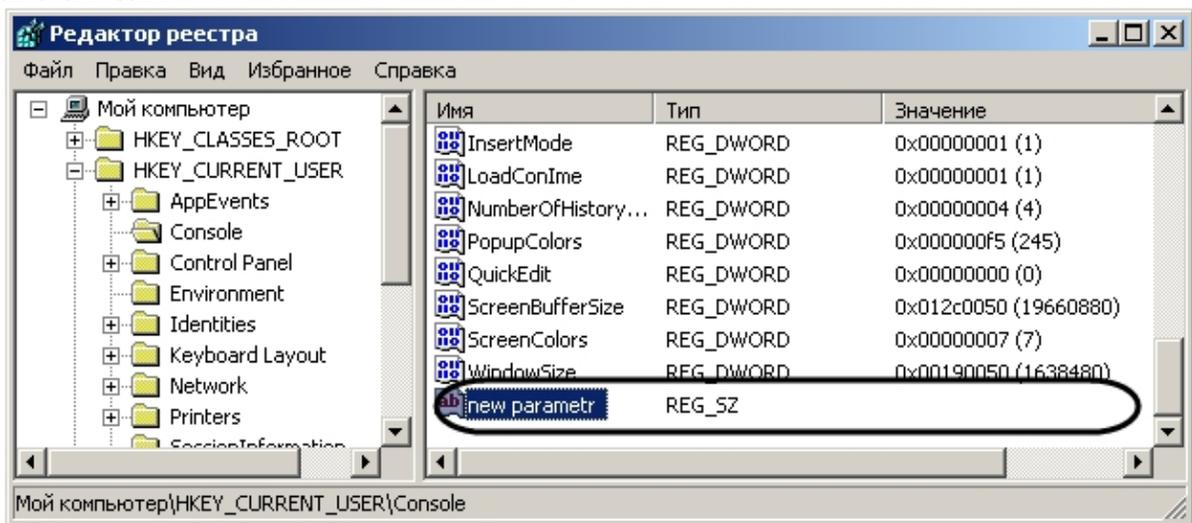 Редактор реестра
Файл Правка Вид Избранное Справка
Мой компьютер
HKEY_CLASSES_ROOT
HKEY_CURRENT_USER
AppEvents
Console
Control Panel
Environment
Identities
Keyboard Layout
Network
Printers
SessionInformation
Имя Тип Значение
InsertMode REG_DWORD 0x00000001 (1)
LoadConIme REG_DWORD 0x00000001 (1)
NumberOfHistory... REG_DWORD 0x00000004 (4)
PopupColors REG_DWORD 0x000000f5 (245)
QuickEdit REG_DWORD 0x00000000 (0)
ScreenBufferSize REG_DWORD 0x012c0050 (19660880)
ScreenColors REG_DWORD 0x00000007 (7)
WindowSize REG_DWORD 0x00190050 (1638480)
new parametr REG_SZ
Мой компьютер\HKEY_CURRENT_USER\Console